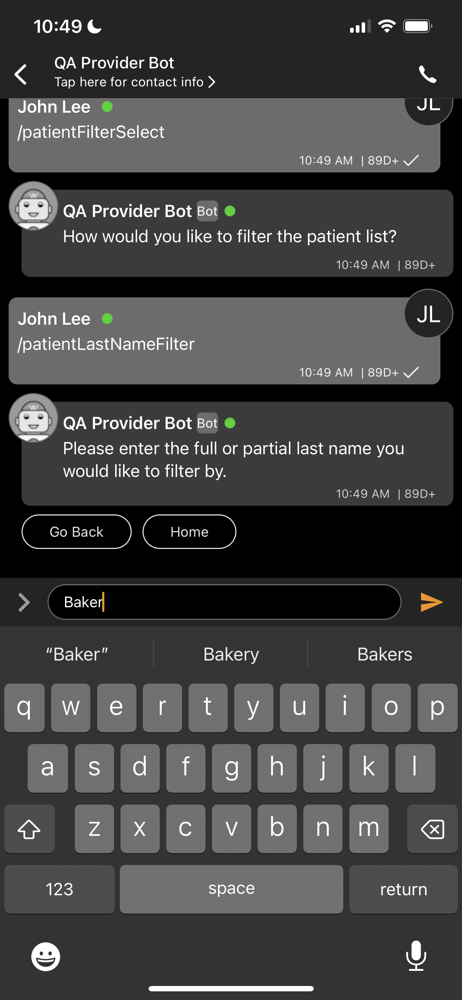 10:49
QA Provider Bot
Tap here for contact info
John Lee
JL
/patientFilterSelect
10:49 AM | 89D+
QA Provider Bot Bot
How would you like to filter the patient list?
10:49 AM | 89D+
John Lee
JL
/patientLastNameFilter
10:49 AM | 89D+
QA Provider Bot Bot
Please enter the full or partial last name you
would like to filter by.
10:49 AM | 89D+
Go Back Home
Baker
“Baker” Bakery Bakers
q w e r t y u i o p
a s d f g h j k l
z x c v b n m
123 space return